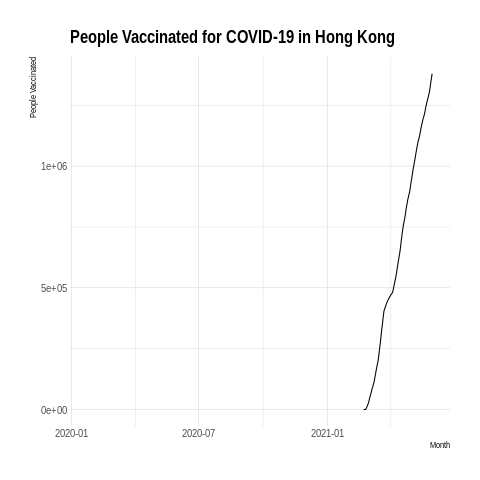 People Vaccinated for COVID-19 in Hong Kong
People Vaccinated
1e+06
5e+05
0e+00
2020-01 2020-07 2021-01
Month